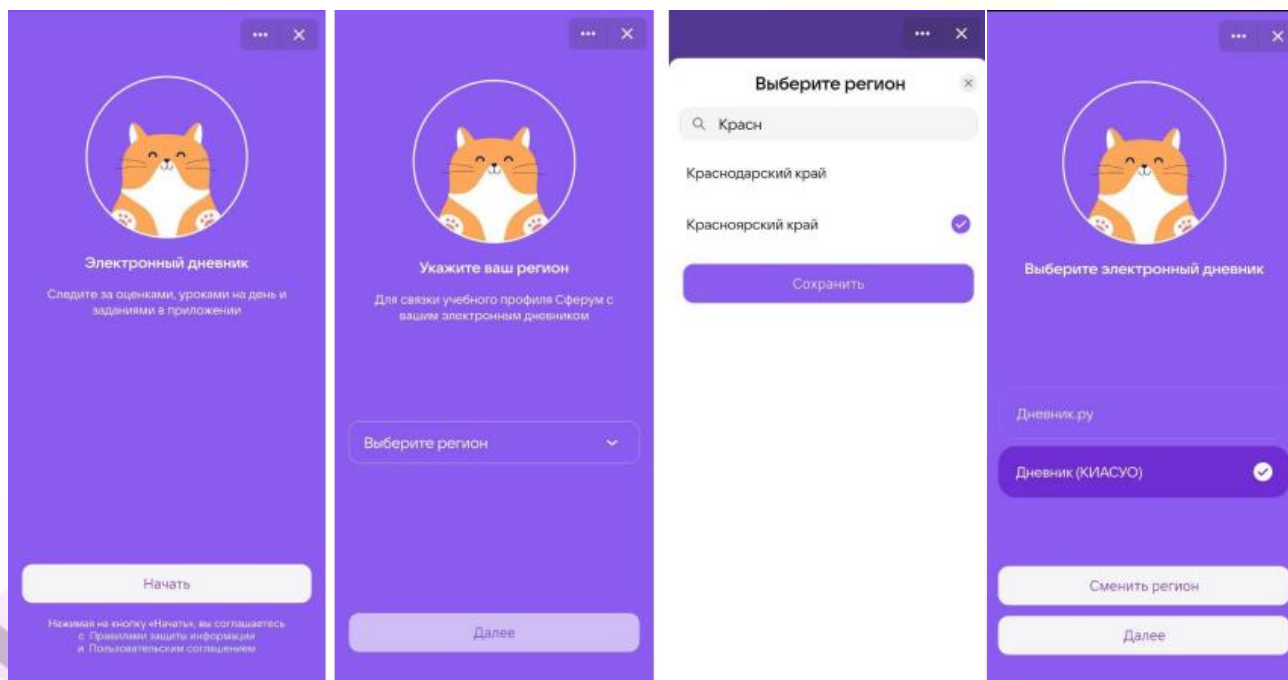 Электронный дневник
Следите за оценками, уроками на день и
заданиями в приложении
Начать
Нажимая на кнопку «Начать», вы соглашаетесь
с Правилами защиты информации
и Пользовательским соглашением
Укажите ваш регион
Для связки учебного профиля Сферум с
вашим электронным дневником
Выберите регион
Далее
Выберите регион
Красн
Краснодарский край
Красноярский край
Сохранить
Выберите электронный дневник
Дневник.ру
Дневник (КИАСУО)
Сменить регион
Далее